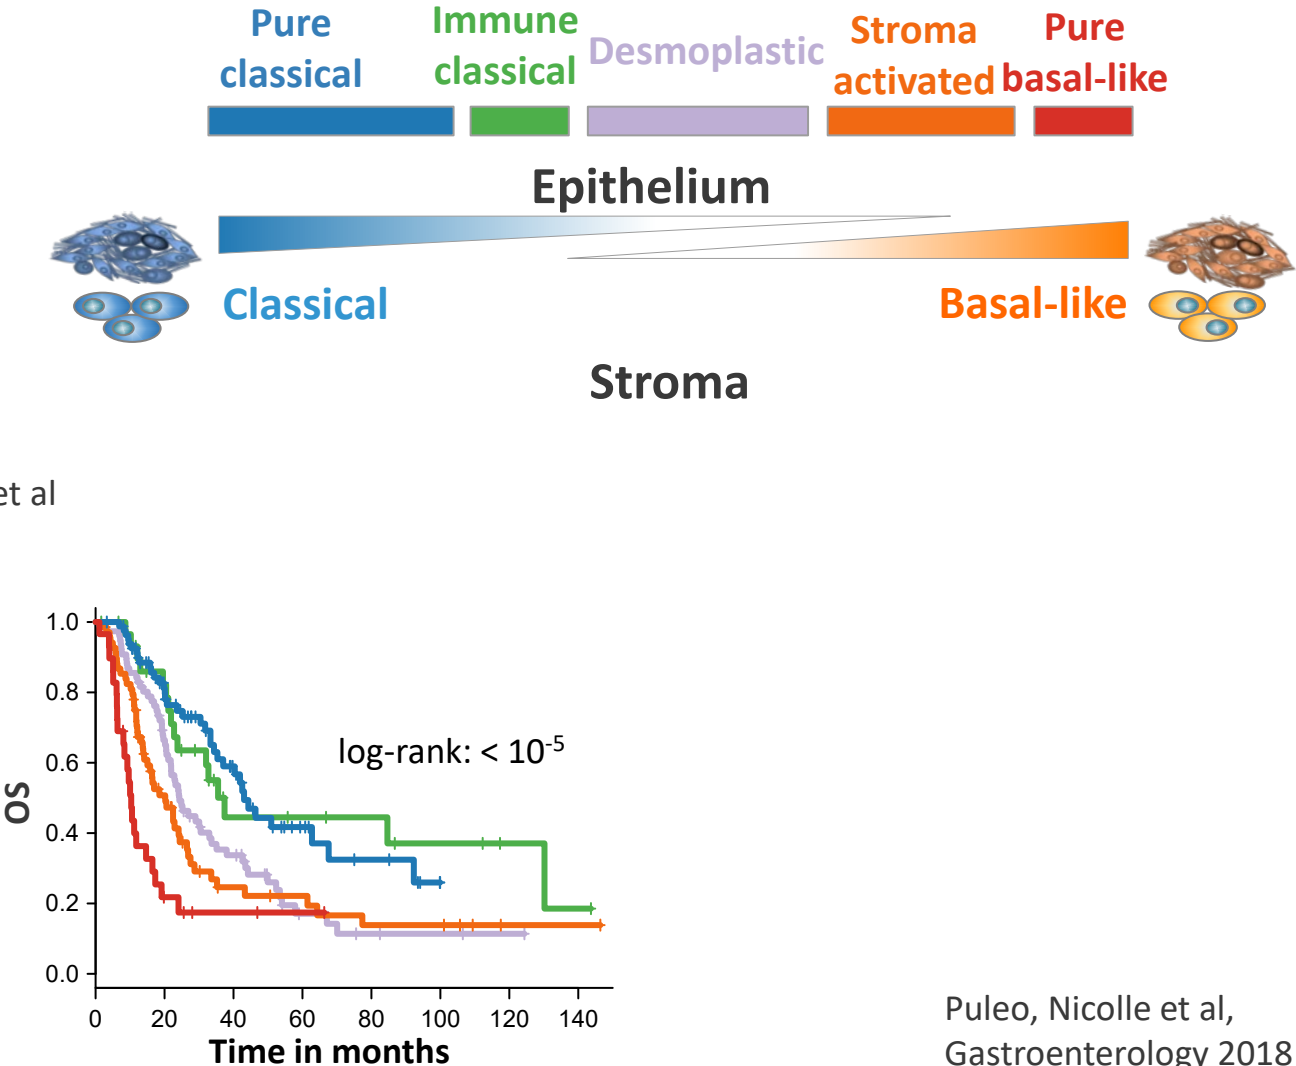 Pure
classical
Immune
classical
Desmoplastic
Stroma
activated
Pure
basal-like
Epithelium
Classical
Basal-like
Stroma
et al
1.0
0.8
0.6
0.4
0.2
0.0
OS
log-rank: < 10⁻⁵
0 20 40 60 80 100 120 140
Time in months
Puleo, Nicolle et al,
Gastroenterology 2018